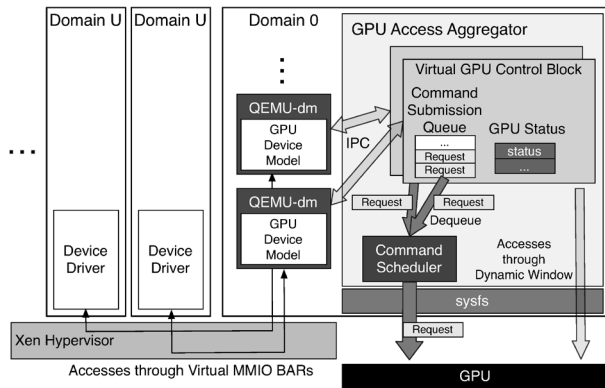 Domain U
Domain U
Domain 0
GPU Access Aggregator
Virtual GPU Control Block
Command
Submission
Queue
GPU Status
...
Request
Request
status
...
QEMU-dm
GPU
Device
Model
IPC
QEMU-dm
GPU
Device
Model
Request
Request
Dequeue
Device
Driver
Device
Driver
Command
Scheduler
Accesses
through
Dynamic
Window
sysfs
Xen Hypervisor
Request
Accesses through Virtual MMIO BARs
GPU